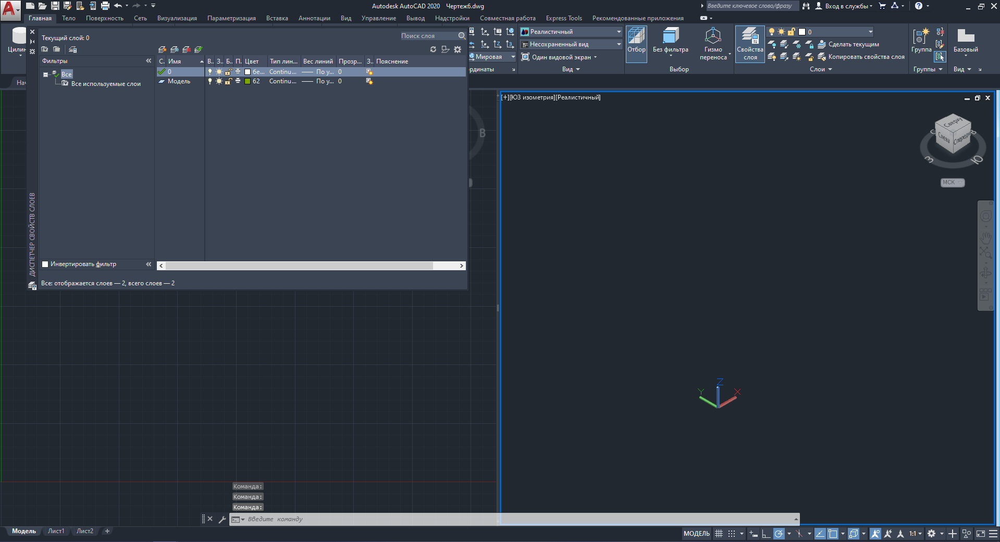 Autodesk AutoCAD 2020 Чертеж6.dwg
Введите ключевое слово/фразу
Вход в службы
Главная Тело Поверхность Сеть Визуализация Параметризация Вставка Аннотации Вид Управление Вывод Надстройки Совместная работа Express Tools Рекомендованные приложения
Цилин
Текущий слой: 0
Поиск слоя
Фильтры
С. Имя В.. З.. Б.. П. Цвет Тип лин... Вес линий Прозр... З.. Пояснение
0 бе... Continu... По у... 0
Модель 62 Continu... По у... 0
Все
Все используемые слои
Инвертировать фильтр
Все: отображается слоев — 2, всего слоев — 2
ДИСПЕТЧЕР СВОЙСТВ СЛОЕВ
Нач
Мировая
рдинаты
Реалистичный
Несохраненный вид
Один видовой экран
Вид
Отбор
Без фильтра
Гизмо
переноса
Выбор
Свойства
слоя
0
Сделать текущим
Копировать свойства слоя
Слои
Группа
Группы
Базовый
Вид
В
[+][ЮЗ изометрия][Реалистичный]
Сверху
Слева
Спереди
С
В
З
Ю
МСК
Z
Y
X
Команда:
Команда:
Команда:
Введите команду
Модель Лист1 Лист2 +
МОДЕЛЬ
1:1